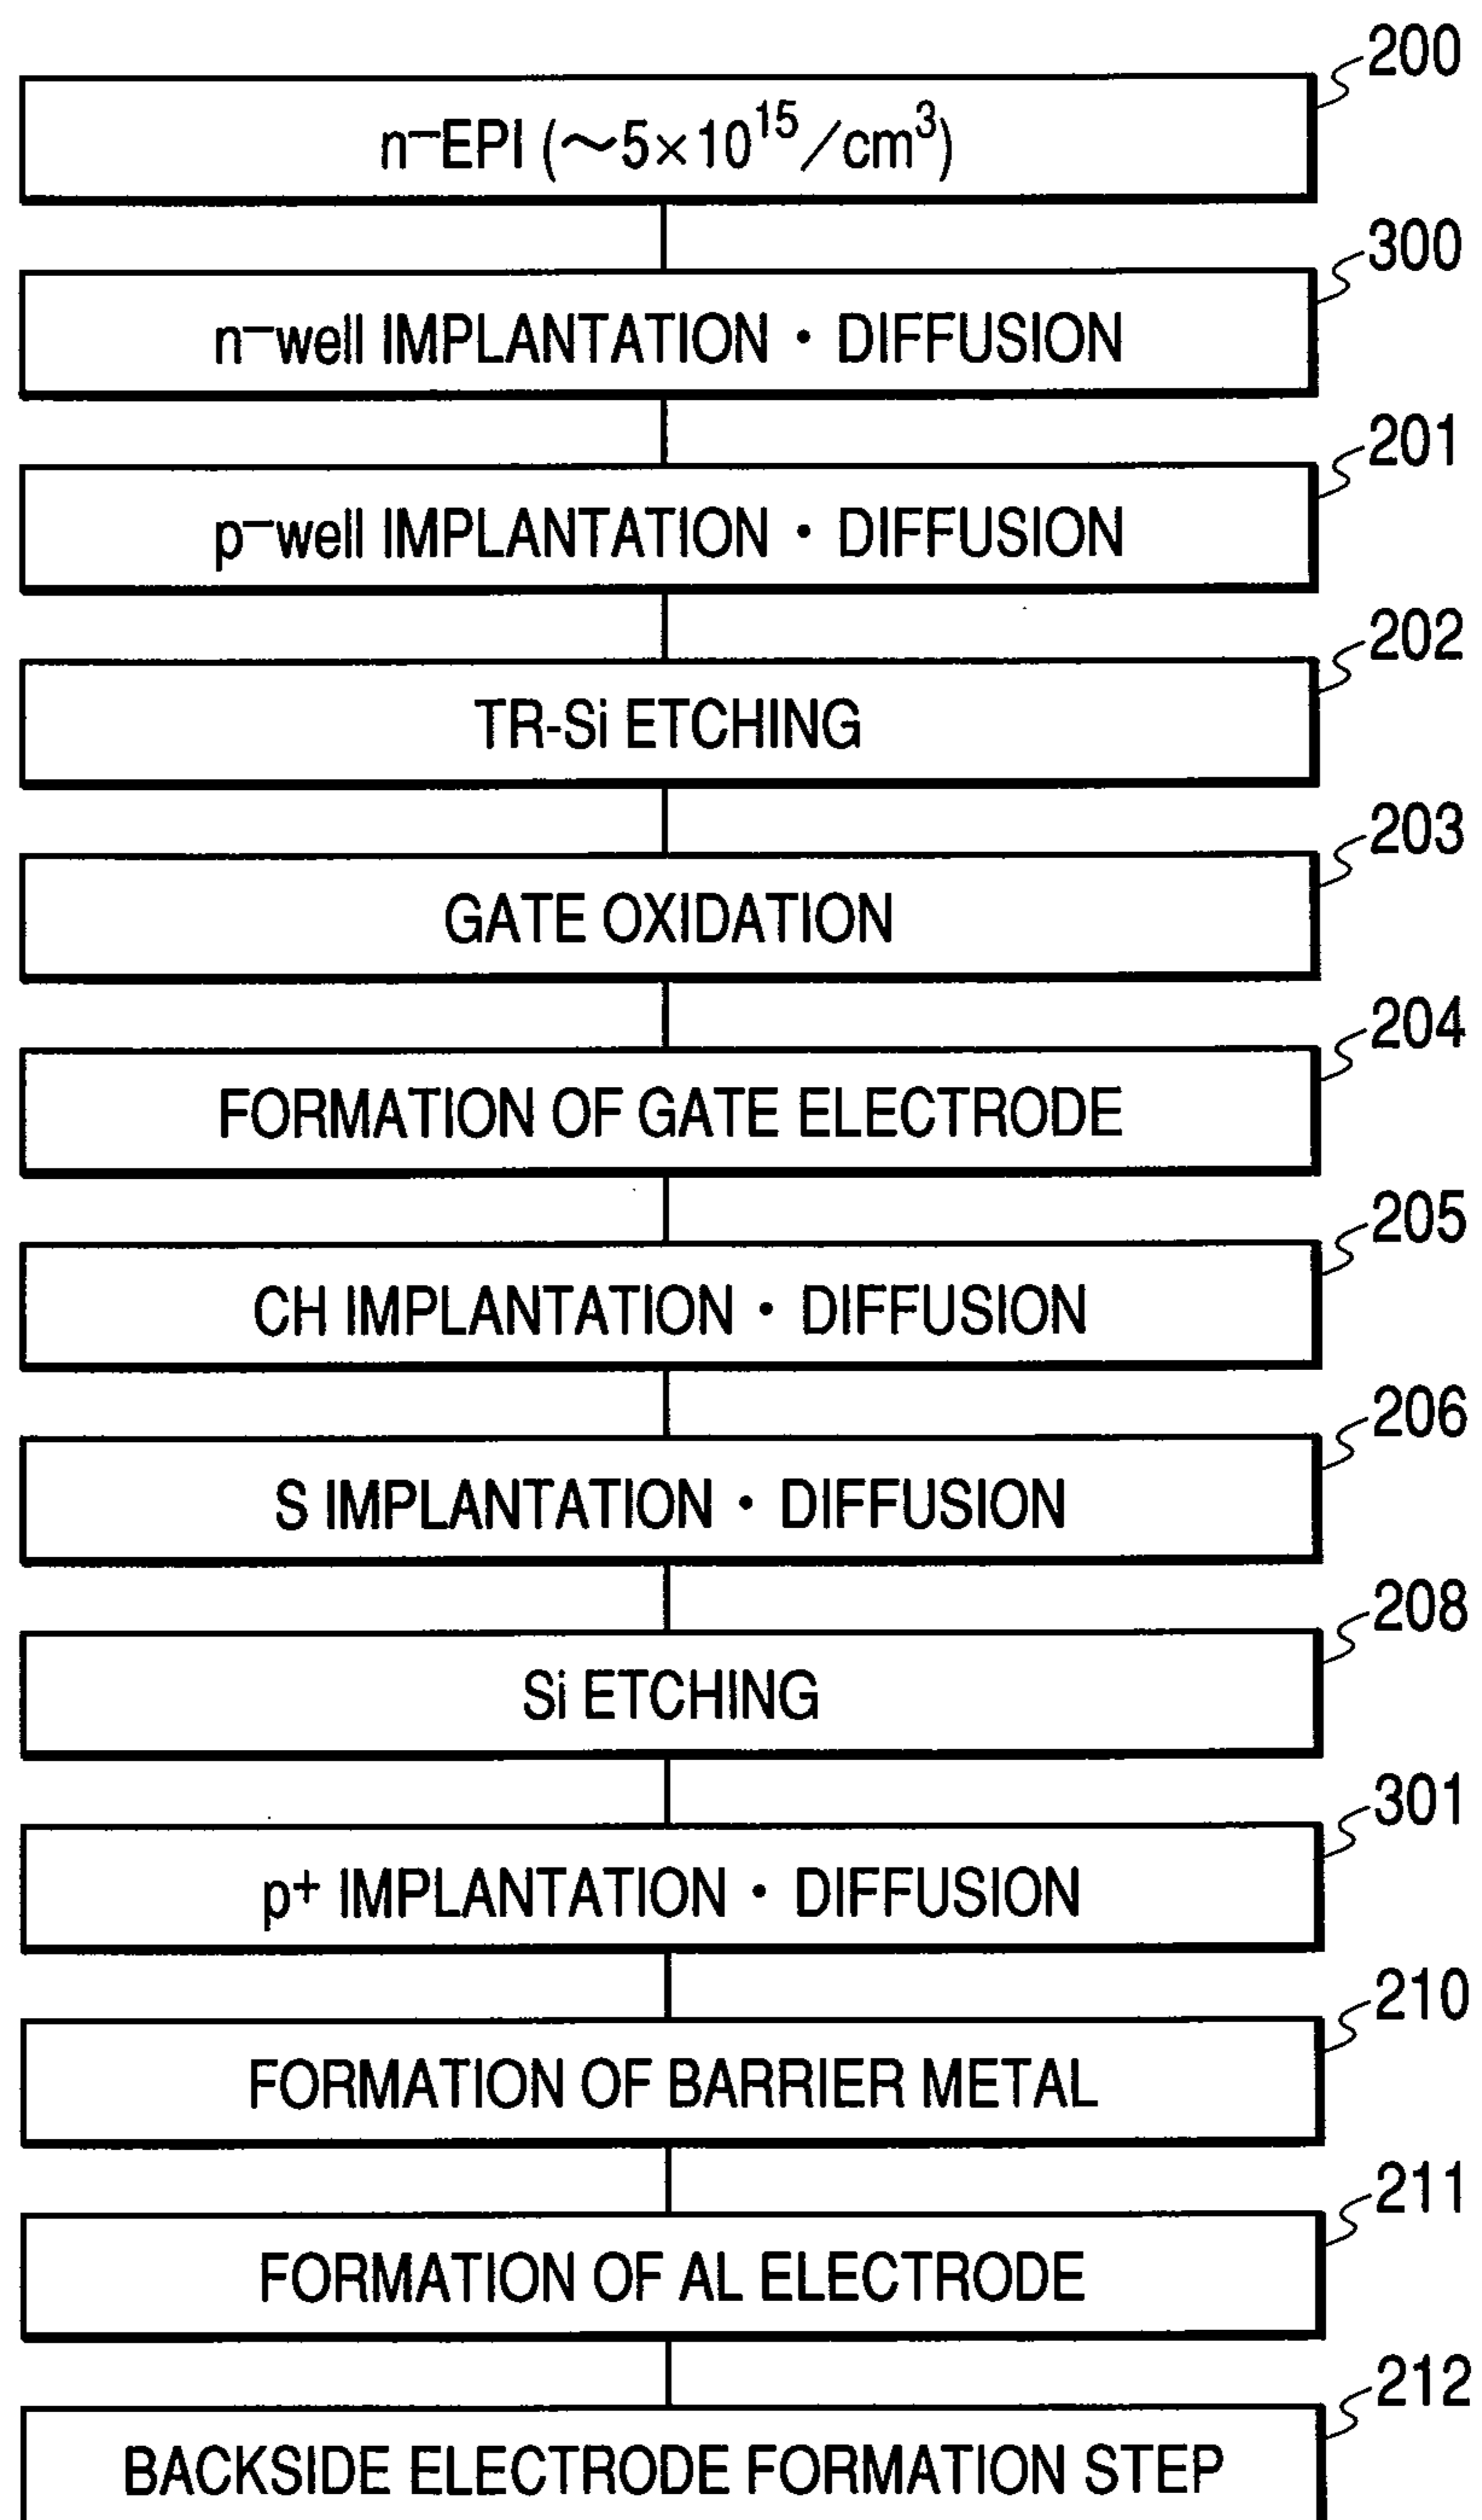 200
n⁻EPI (～5×10¹⁵/cm³)
300
n⁻well IMPLANTATION • DIFFUSION
201
p⁻well IMPLANTATION • DIFFUSION
202
TR-Si ETCHING
203
GATE OXIDATION
204
FORMATION OF GATE ELECTRODE
205
CH IMPLANTATION • DIFFUSION
206
S IMPLANTATION • DIFFUSION
208
Si ETCHING
301
p⁺ IMPLANTATION • DIFFUSION
210
FORMATION OF BARRIER METAL
211
FORMATION OF AL ELECTRODE
212
BACKSIDE ELECTRODE FORMATION STEP